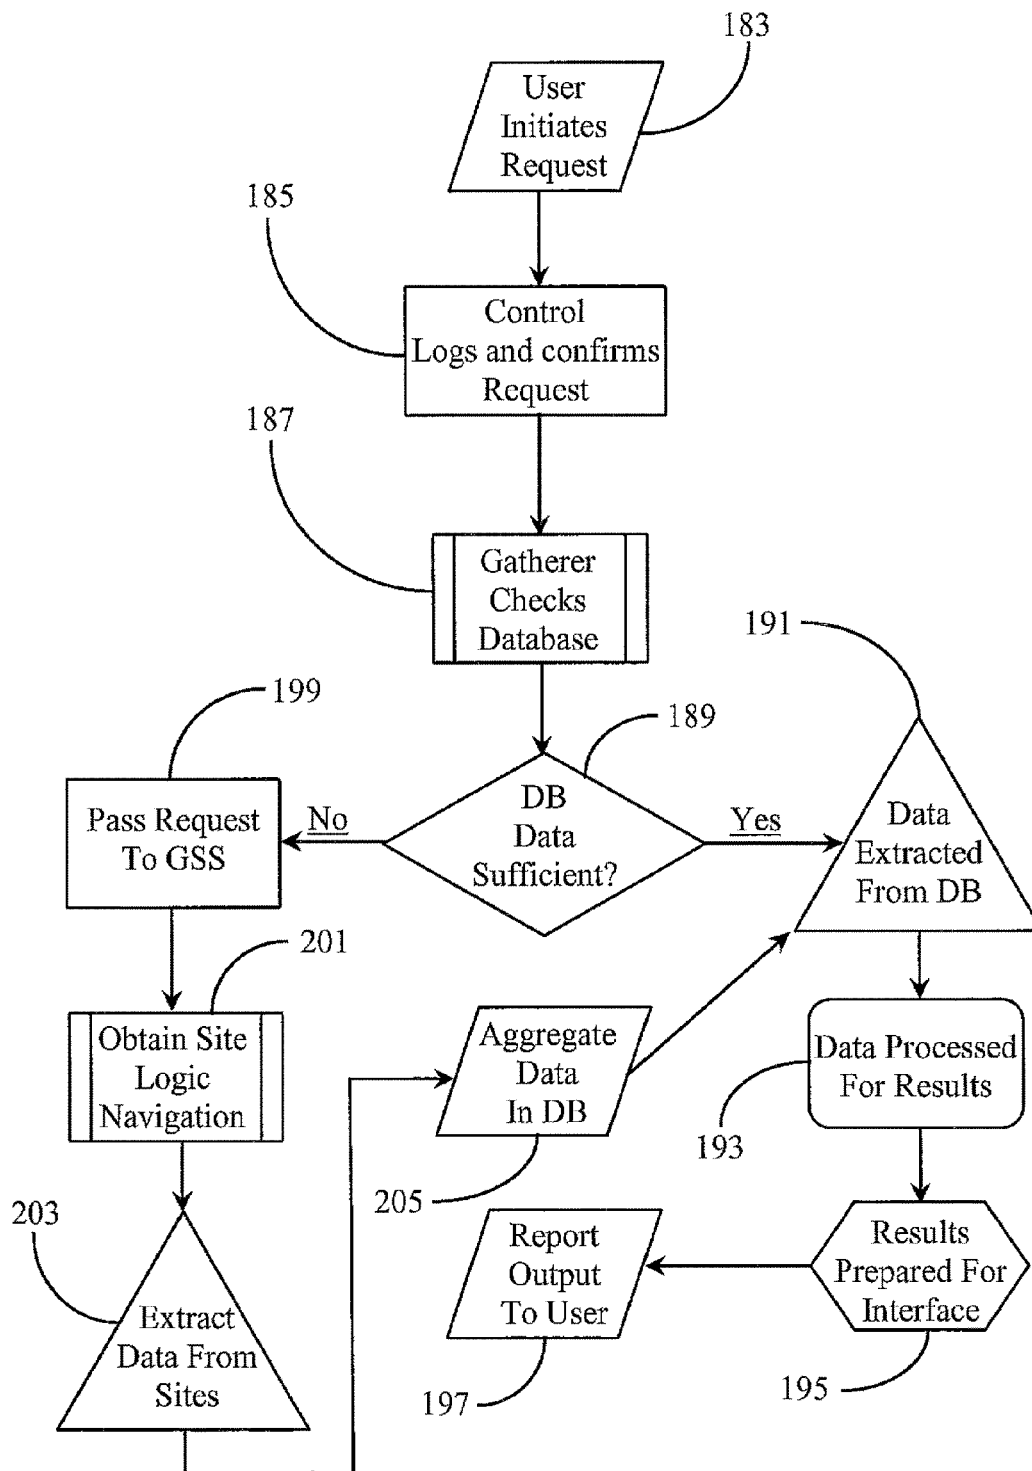 183
User
Initiates
Request
185
Control
Logs and confirms
Request
187
Gatherer
Checks
Database
191
199
189
Pass Request
To GSS
No
DB
Data
Sufficient?
Yes
Data
Extracted
From DB
201
Obtain Site
Logic
Navigation
Aggregate
Data
In DB
205
Data Processed
For Results
193
203
Extract
Data From
Sites
Report
Output
To User
197
Results
Prepared For
Interface
195